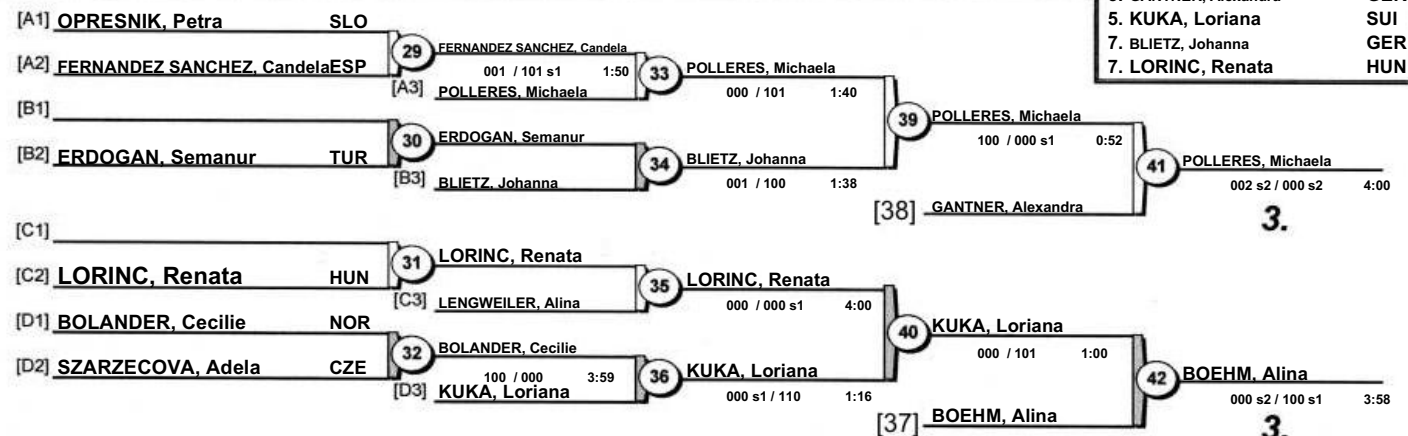 5. KUKA, Loriana SUI
7. BLIETZ, Johanna GER
7. LORINC, Renata HUN
[A1] OPRESNIK, Petra SLO
29
FERNANDEZ SANCHEZ, Candela
[A2] FERNANDEZ SANCHEZ, CandelaESP
001 / 101 s1 1:50
33
POLLERES, Michaela
[A3] POLLERES, Michaela
000 / 101 1:40
[B1]
39
POLLERES, Michaela
30
ERDOGAN, Semanur
100 / 000 s1 0:52
[B2] ERDOGAN, Semanur TUR
34
BLIETZ, Johanna
41
POLLERES, Michaela
[B3] BLIETZ, Johanna
001 / 100 1:38
002 s2 / 000 s2 4:00
[38] GANTNER, Alexandra
3.
[C1]
31
LORINC, Renata
[C2] LORINC, Renata HUN
35
LORINC, Renata
[C3] LENGWEILER, Alina
000 / 000 s1 4:00
[D1] BOLANDER, Cecilie NOR
40
KUKA, Loriana
32
BOLANDER, Cecilie
000 / 101 1:00
[D2] SZARZECOVA, Adela CZE
100 / 000 3:59
36
KUKA, Loriana
42
BOEHM, Alina
[D3] KUKA, Loriana
000 s1 / 110 1:16
000 s2 / 100 s1 3:58
[37] BOEHM, Alina
3.